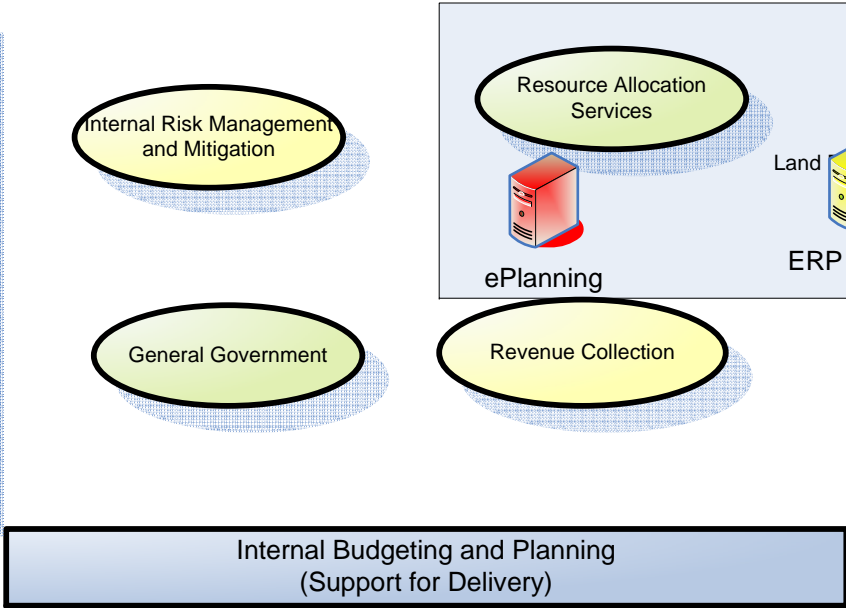 Resource Allocation
Services
Internal Risk Management
and Mitigation
Land
ePlanning
ERP
General Government
Revenue Collection
Internal Budgeting and Planning
(Support for Delivery)